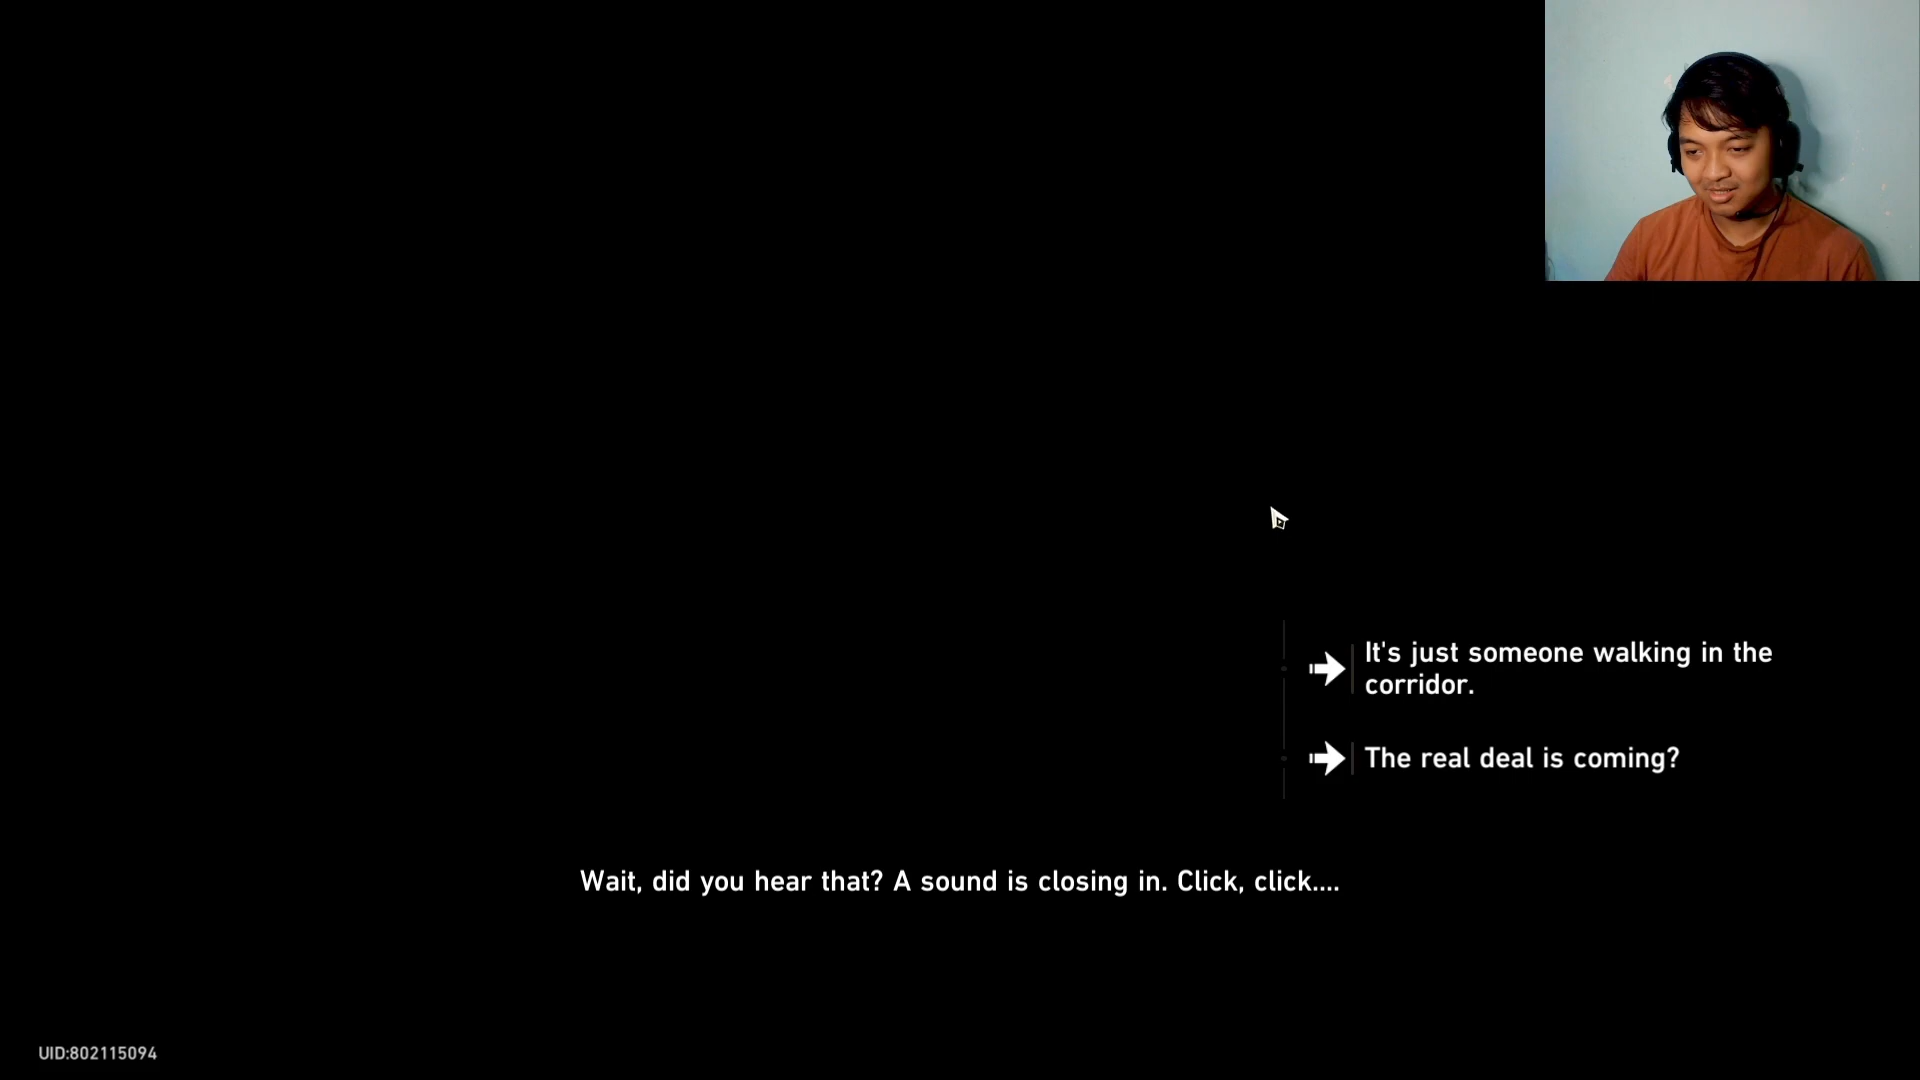 It's just someone walking in the
corridor.
The real deal is coming?
Wait, did you hear that? A sound is closing in. Click, click....
UID:802115094